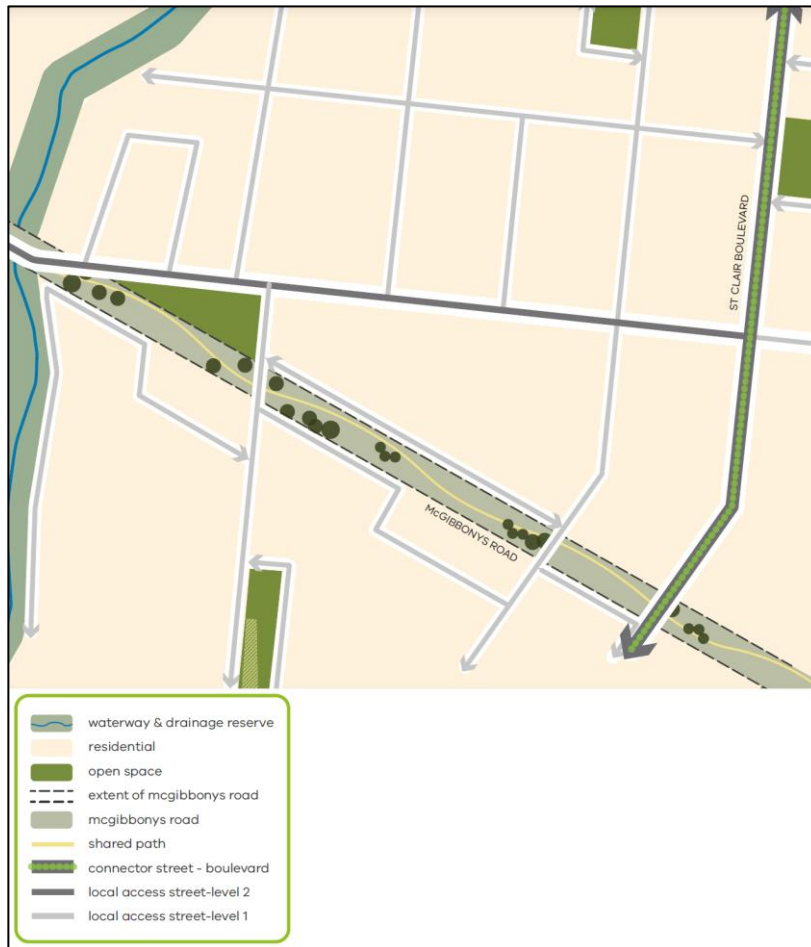 ST CLAIR BOULEVARD
McGIBBONYS ROAD
waterway & drainage reserve
residential
open space
extent of mcgibbonys road
mcgibbonys road
shared path
connector street - boulevard
local access street-level 2
local access street-level 1